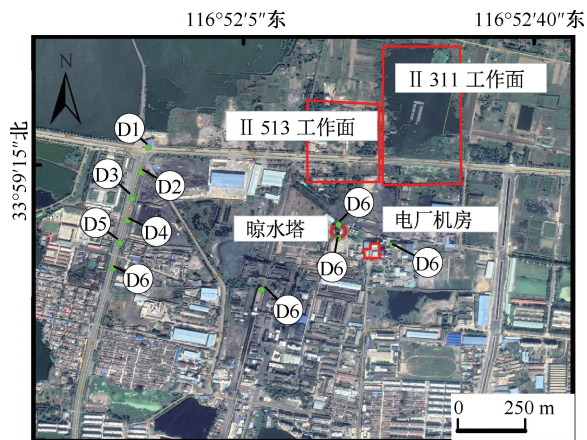 116°52′5″东
116°52′40″东
33°59′15″北
N
Ⅱ 311 工作面
Ⅱ 513 工作面
D1
D2
D3
D4
D5
D6
晾水塔
D6
D6
电厂机房
D6
D6
0
250 m